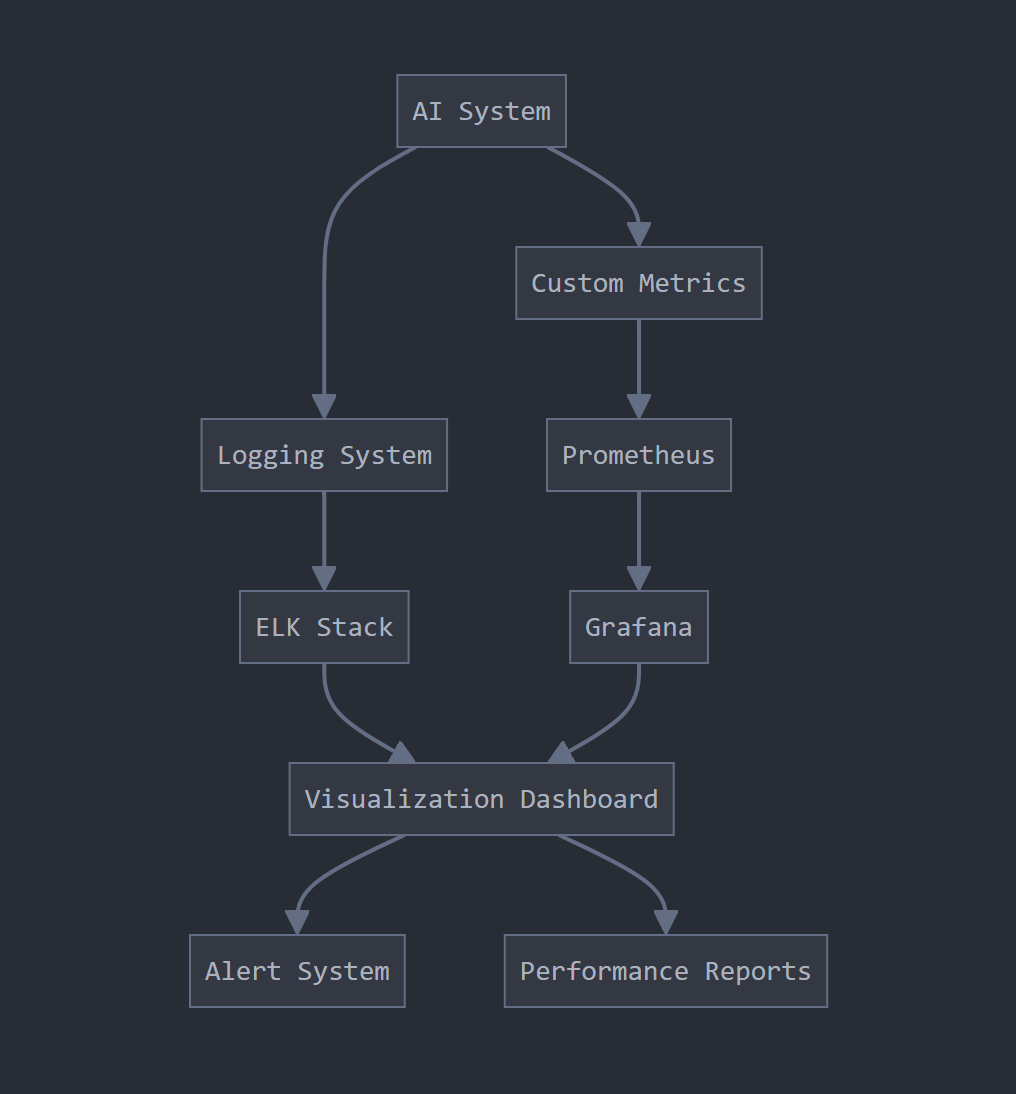 AI System
Custom Metrics
Logging System
Prometheus
ELK Stack
Grafana
Visualization Dashboard
Alert System
Performance Reports